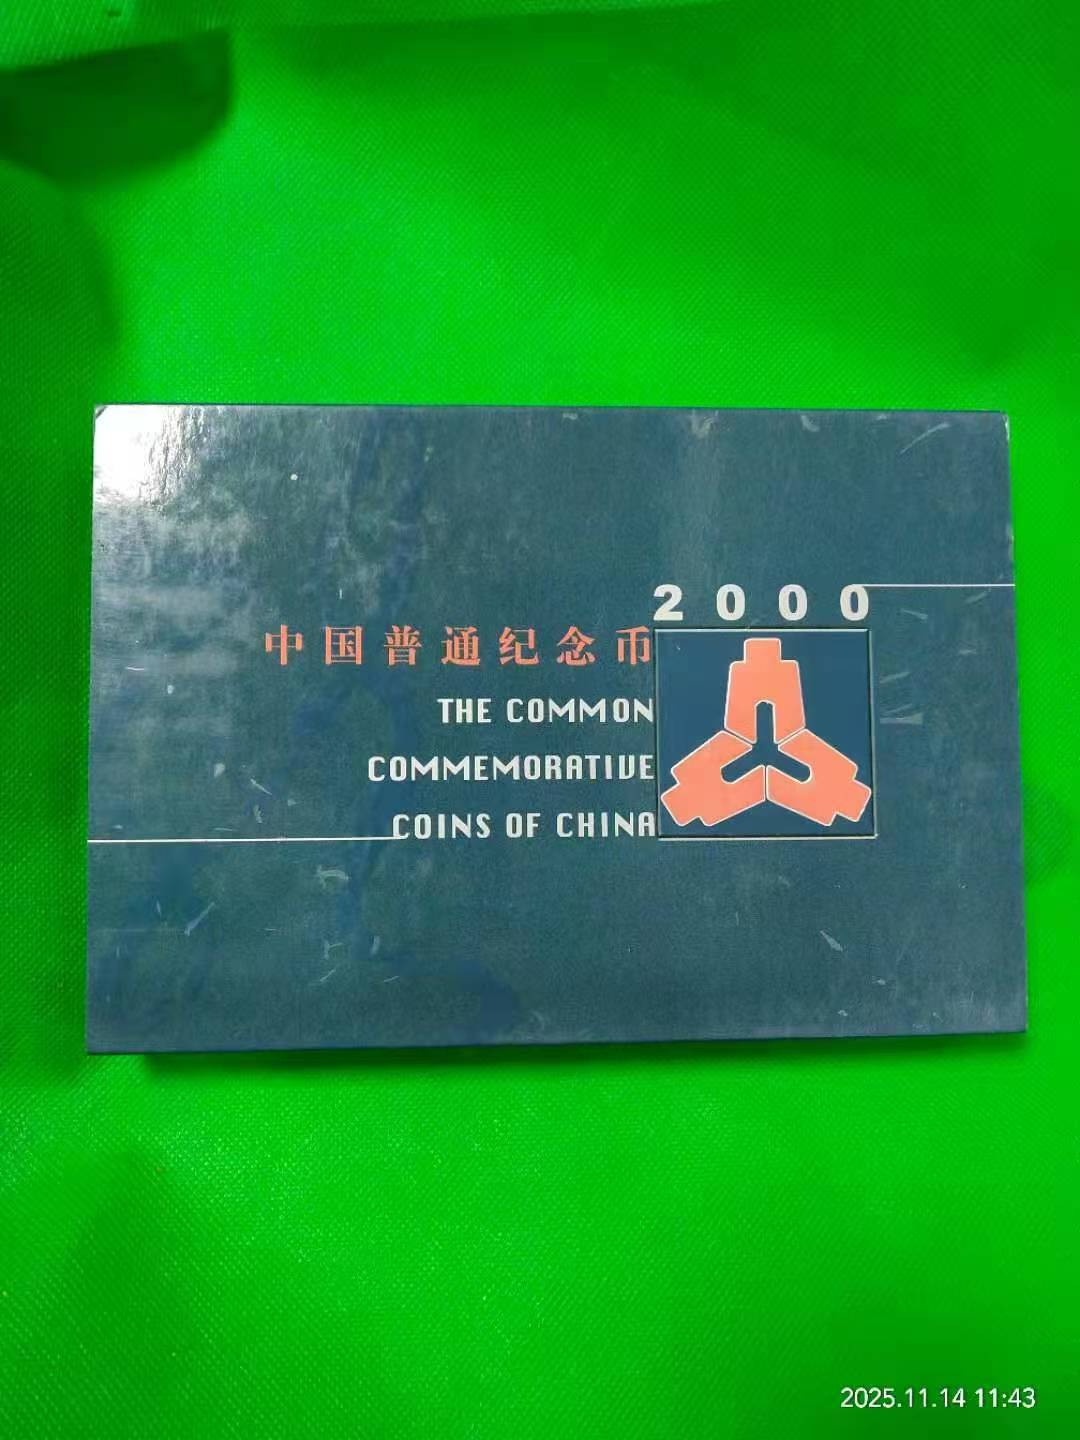 2000
中国普通纪念币
THE COMMON
COMMEMORATIVE
COINS OF CHINA
2025.11.14 11:43